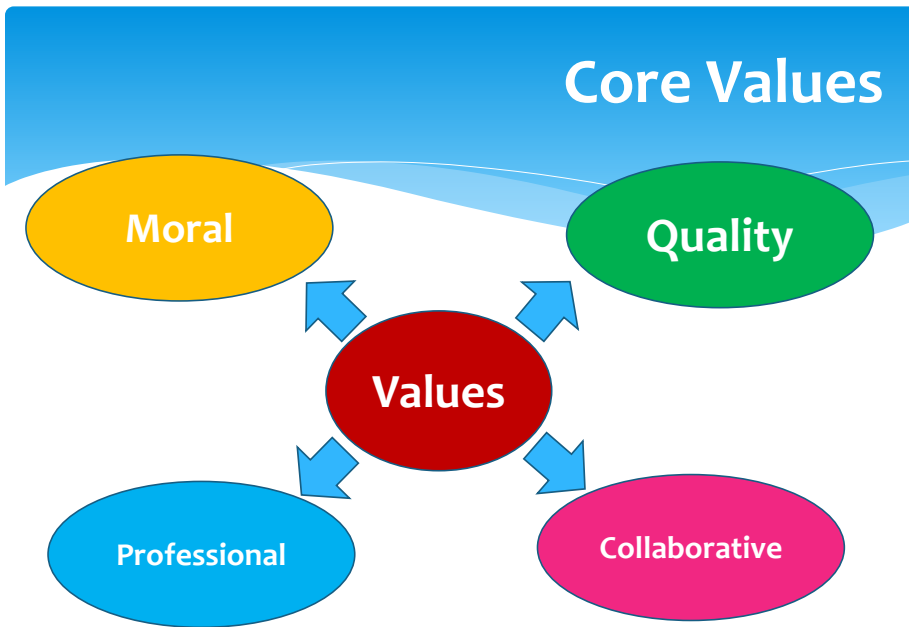 Core Values
Moral
Quality
Values
Professional
Collaborative